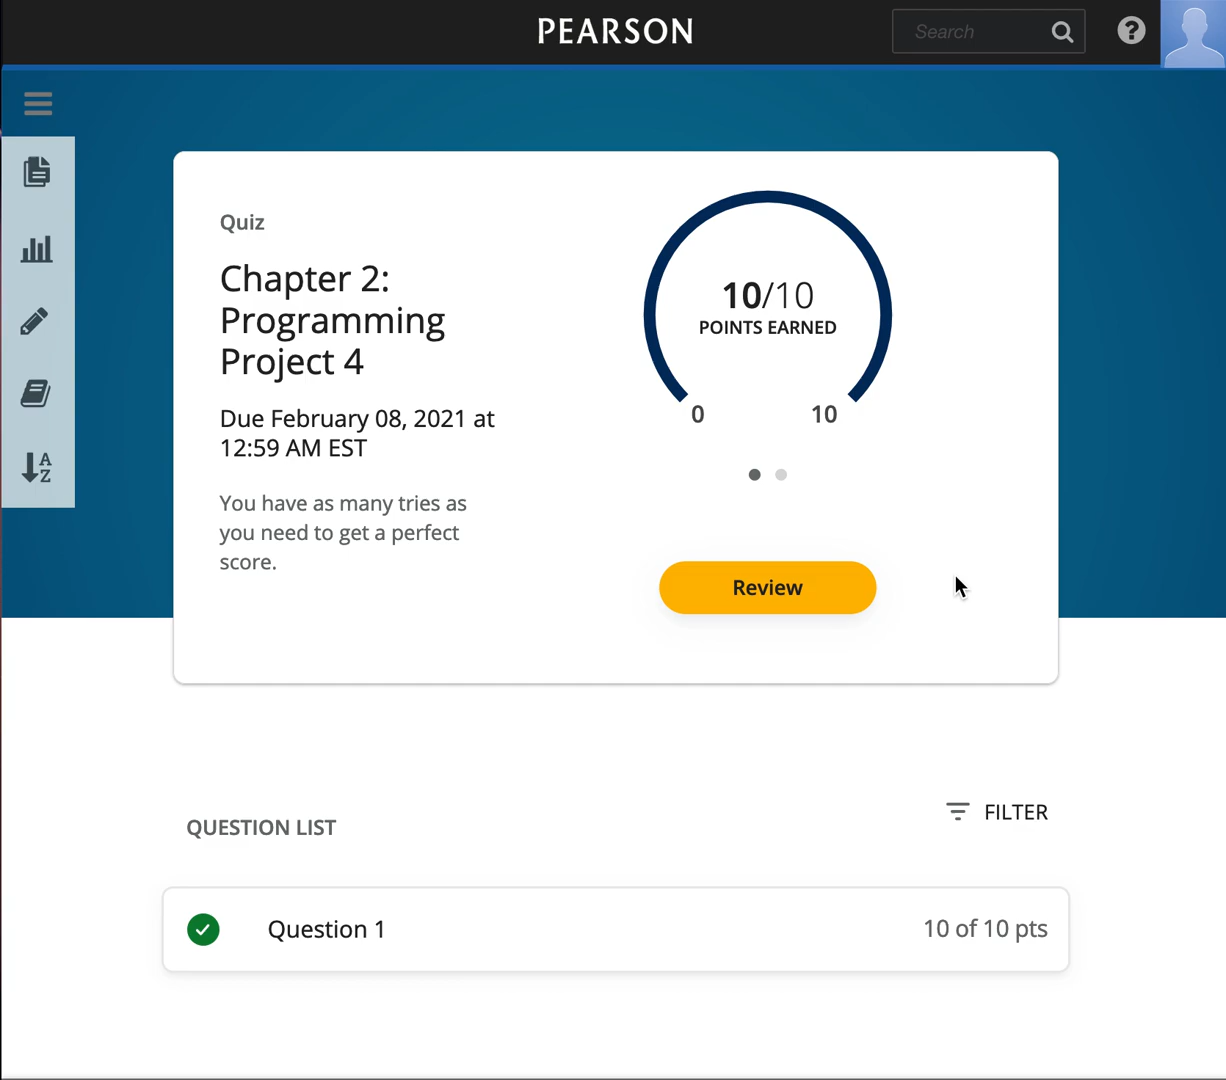 PEARSON
Search
?
Quiz
Chapter 2:
Programming
Project 4
Due February 08, 2021 at
12:59 AM EST
You have as many tries as
you need to get a perfect
score.
10/10
POINTS EARNED
0 10
Review
A
Z
FILTER
QUESTION LIST
Question 1 10 of 10 pts